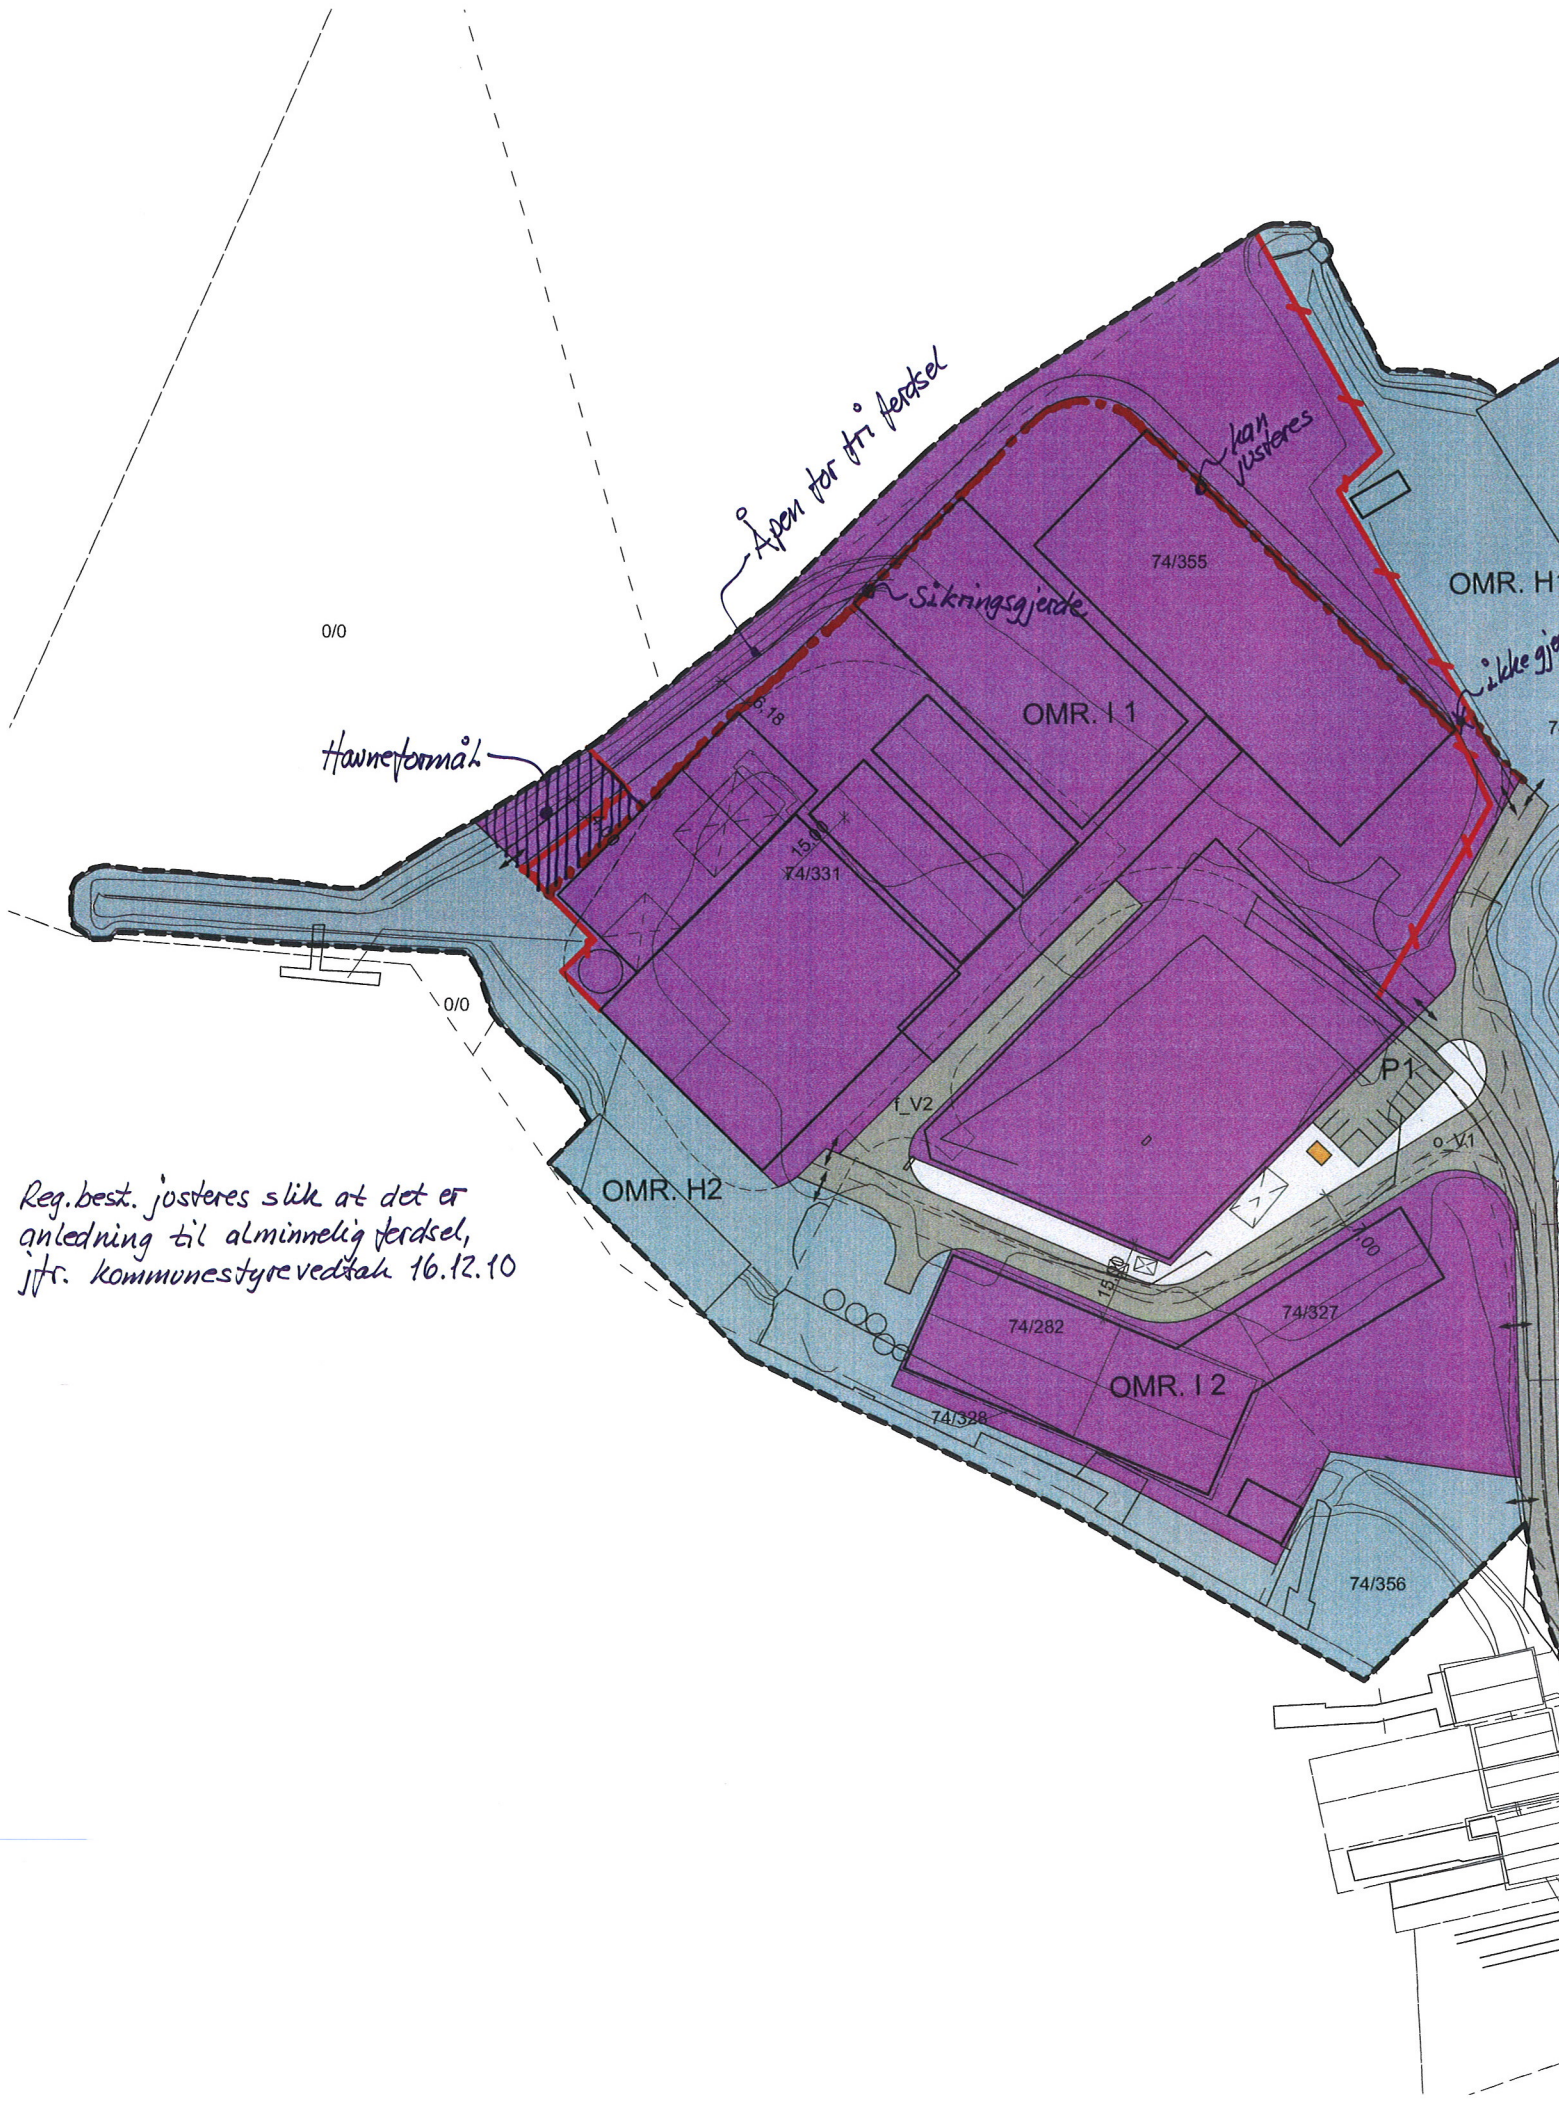 Åpen for fri ferdsel
kan
justeres
74/355
OMR. H1
Sikringsgjerde
0/0
ikke
OMR. I 1
6,18
Havneformål
15,00
74/331
0/0
P1
f_V2
o_V1
OMR. H2
Reg.best. justeres slik at det er
anledning til alminnelig ferdsel,
jfr. kommunestyrevedtak 16.12.10
7,00
74/327
74/282
OMR. I 2
74/328
74/356